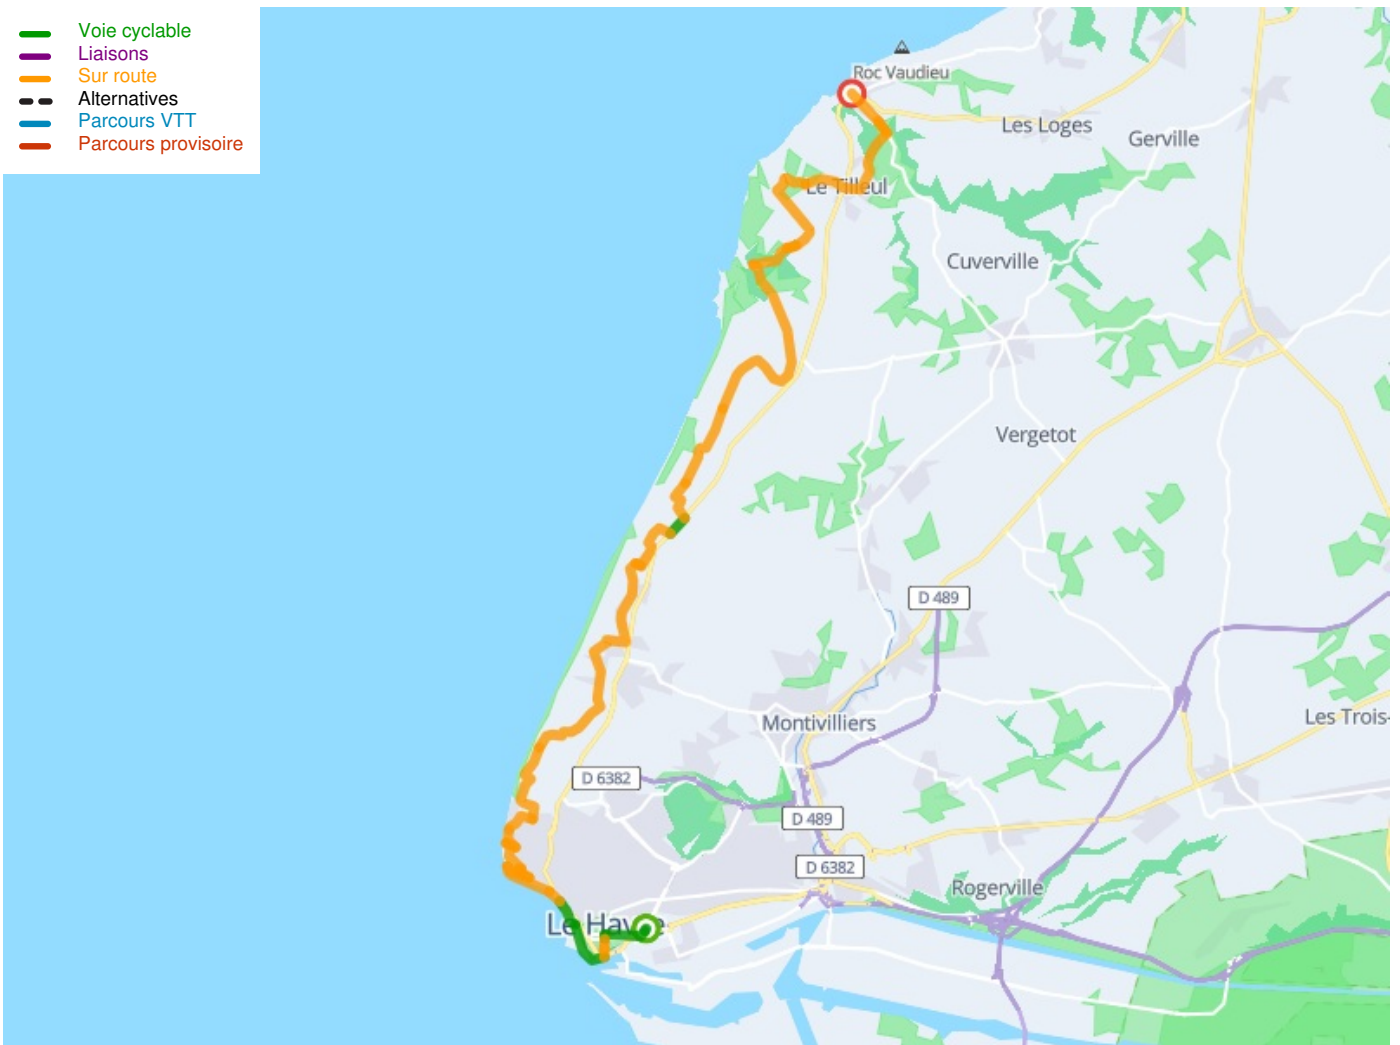 Voie cyclable
Liaisons
Sur route
Alternatives
Parcours VTT
Parcours provisoire
Roc Vaudieu
Les Loges
Gerville
Le Tilleul
Cuverville
Vergetot
D 489
Montivilliers
Les Trois-
D 6382
D 489
D 6382
Rogerville
Le Havre